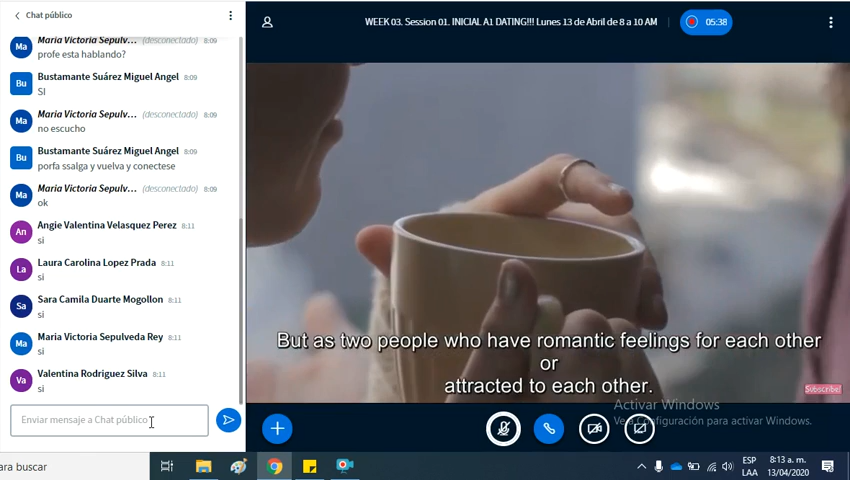 Chat público
WEEK 03. Session 01. INICIAL A1 DATING!!! Lunes 13 de Abril de 8 a 10 AM
05:38
Ma
Maria Victoria Sepulv... (desconectado) 8:09
profe esta hablando?
Bu
Bustamante Suárez Miguel Angel 8:09
SI
Ma
Maria Victoria Sepulv... (desconectado) 8:09
no escucho
Bu
Bustamante Suárez Miguel Angel 8:09
porfa ssalga y vuelva y conectese
Ma
Maria Victoria Sepulv... (desconectado) 8:09
ok
An
Angie Valentina Velasquez Perez 8:11
si
La
Laura Carolina Lopez Prada 8:11
si
Sa
Sara Camila Duarte Mogollon 8:11
si
Ma
Maria Victoria Sepulveda Rey 8:11
si
Va
Valentina Rodriguez Silva 8:11
si
Enviar mensaje a Chat público
But as two people who have romantic feelings for each other
or
attracted to each other.
Subscribe!
Activar Windows
Ve a Configuración para activar Windows.
ara buscar
ESP
LAA
8:13 a. m.
13/04/2020